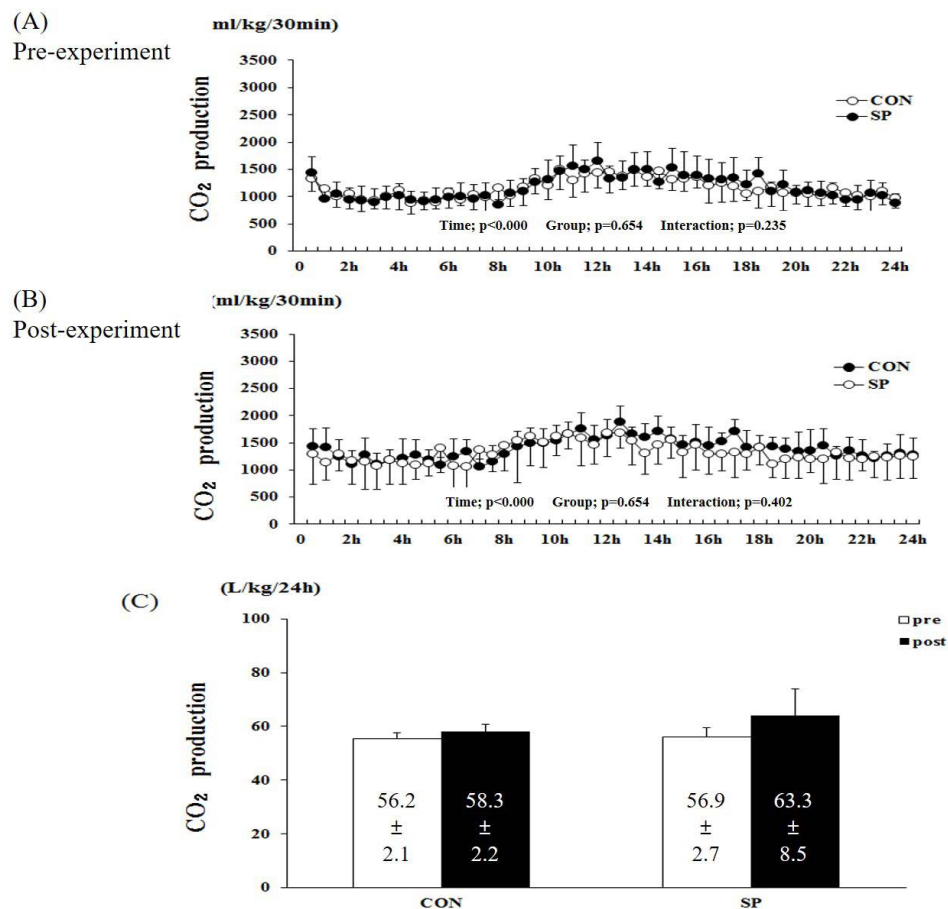 (A)
Pre-experiment
ml/kg/30min)
CO₂ production
3500
3000
2500
2000
1500
1000
500
0
CON
SP
Time; p<0.000 Group; p=0.654 Interaction; p=0.235
0 2h 4h 6h 8h 10h 12h 14h 16h 18h 20h 22h 24h
(B)
Post-experiment
(ml/kg/30min)
CO₂ production
3500
3000
2500
2000
1500
1000
500
0
CON
SP
Time; p<0.000 Group; p=0.654 Interaction; p=0.402
0 2h 4h 6h 8h 10h 12h 14h 16h 18h 20h 22h 24h
(C)
(L/kg/24h)
CO₂ production
100
80
60
40
20
0
pre
post
56.2
±
2.1
58.3
±
2.2
56.9
±
2.7
63.3
±
8.5
CON SP